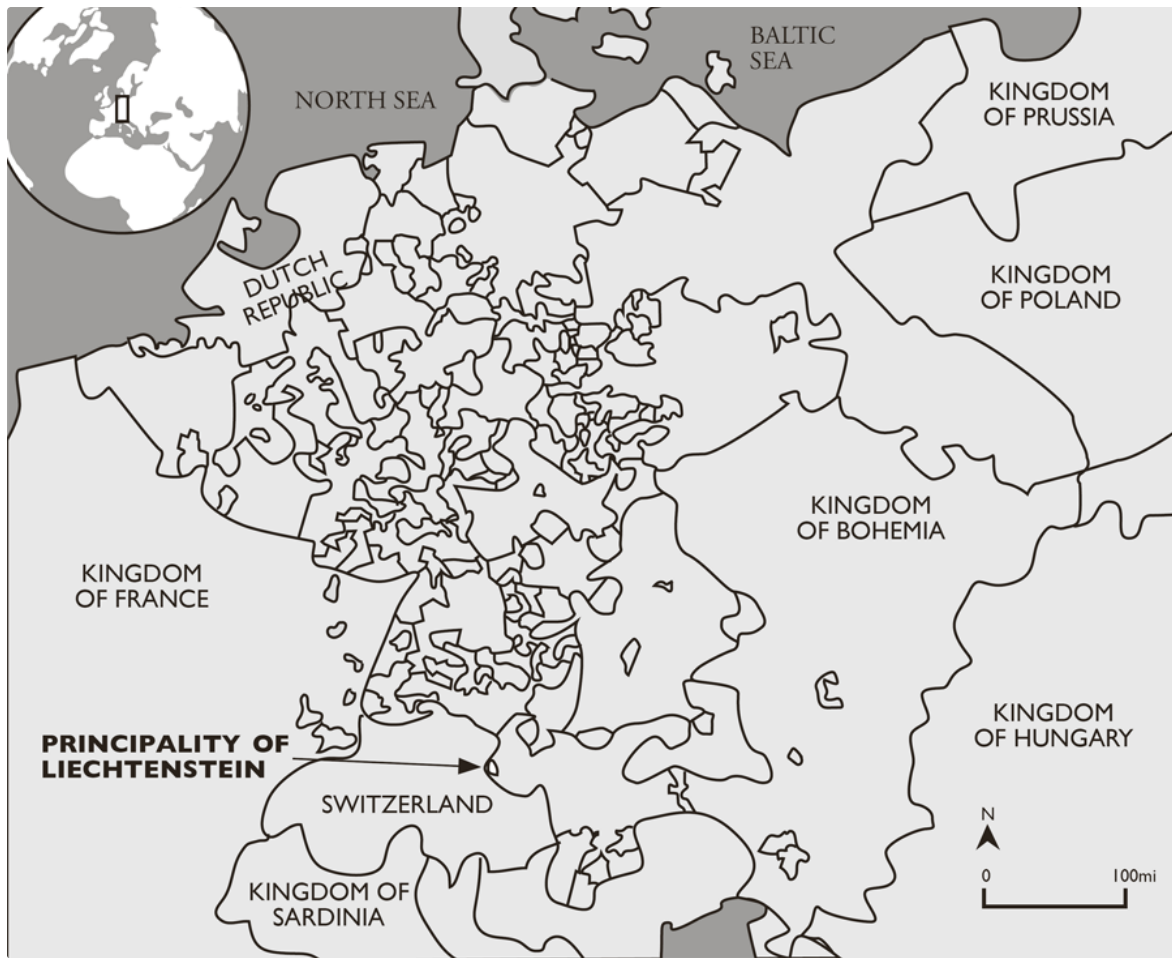 NORTH SEA
BALTIC
SEA
KINGDOM
OF PRUSSIA
DUTCH
REPUBLIC
KINGDOM
OF POLAND
KINGDOM
OF BOHEMIA
KINGDOM
OF FRANCE
KINGDOM
OF HUNGARY
PRINCIPALITY OF
LIECHTENSTEIN
SWITZERLAND
KINGDOM OF
SARDINIA
N
0 100mi